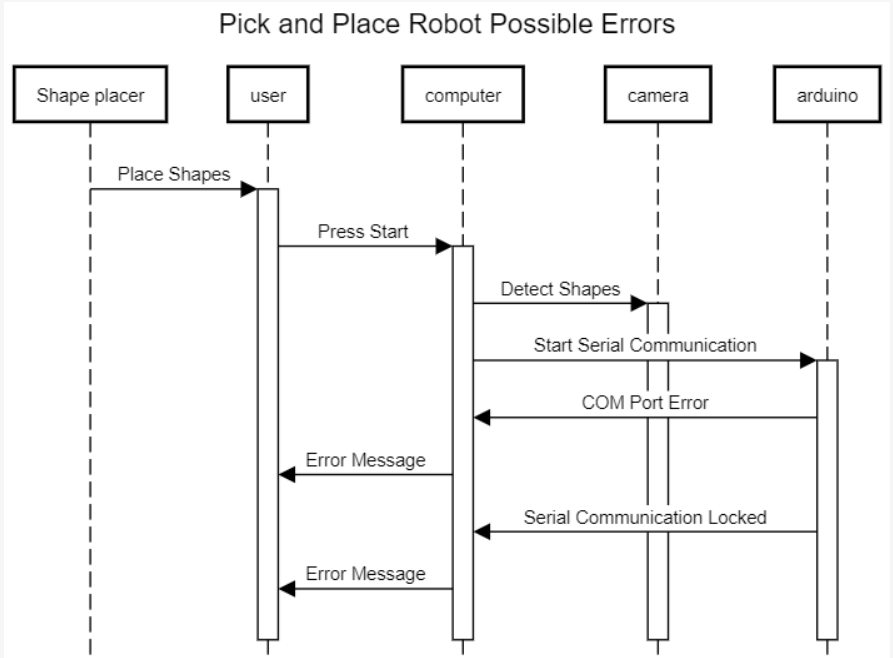 Pick and Place Robot Possible Errors
Shape placer
user
computer
camera
arduino
Place Shapes
Press Start
Detect Shapes
Start Serial Communication
COM Port Error
Error Message
Serial Communication Locked
Error Message